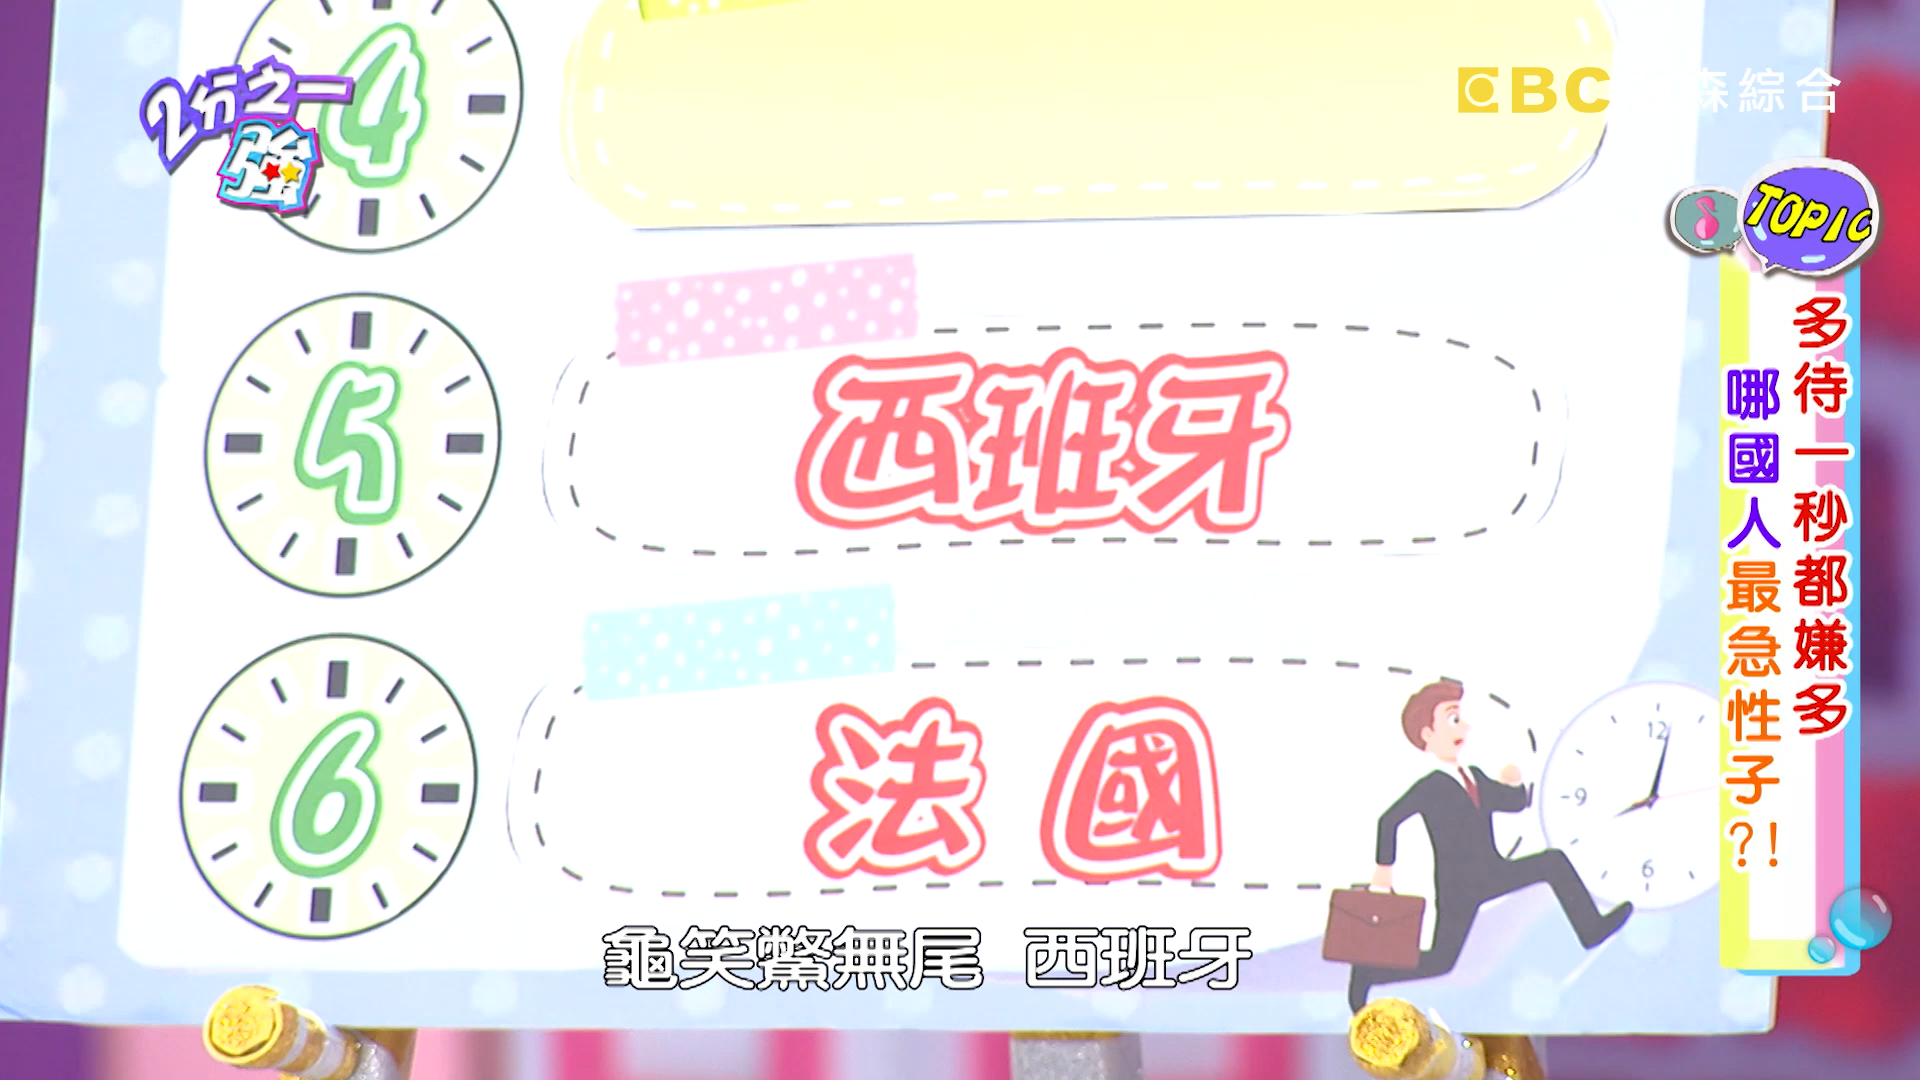 2分之一強
EBC 森綜合
TOPIC
多待一秒都嫌多
哪國人最急性子?!
4
5 西班牙
6 法國
12
9
6
龜笑鱉無尾 西班牙